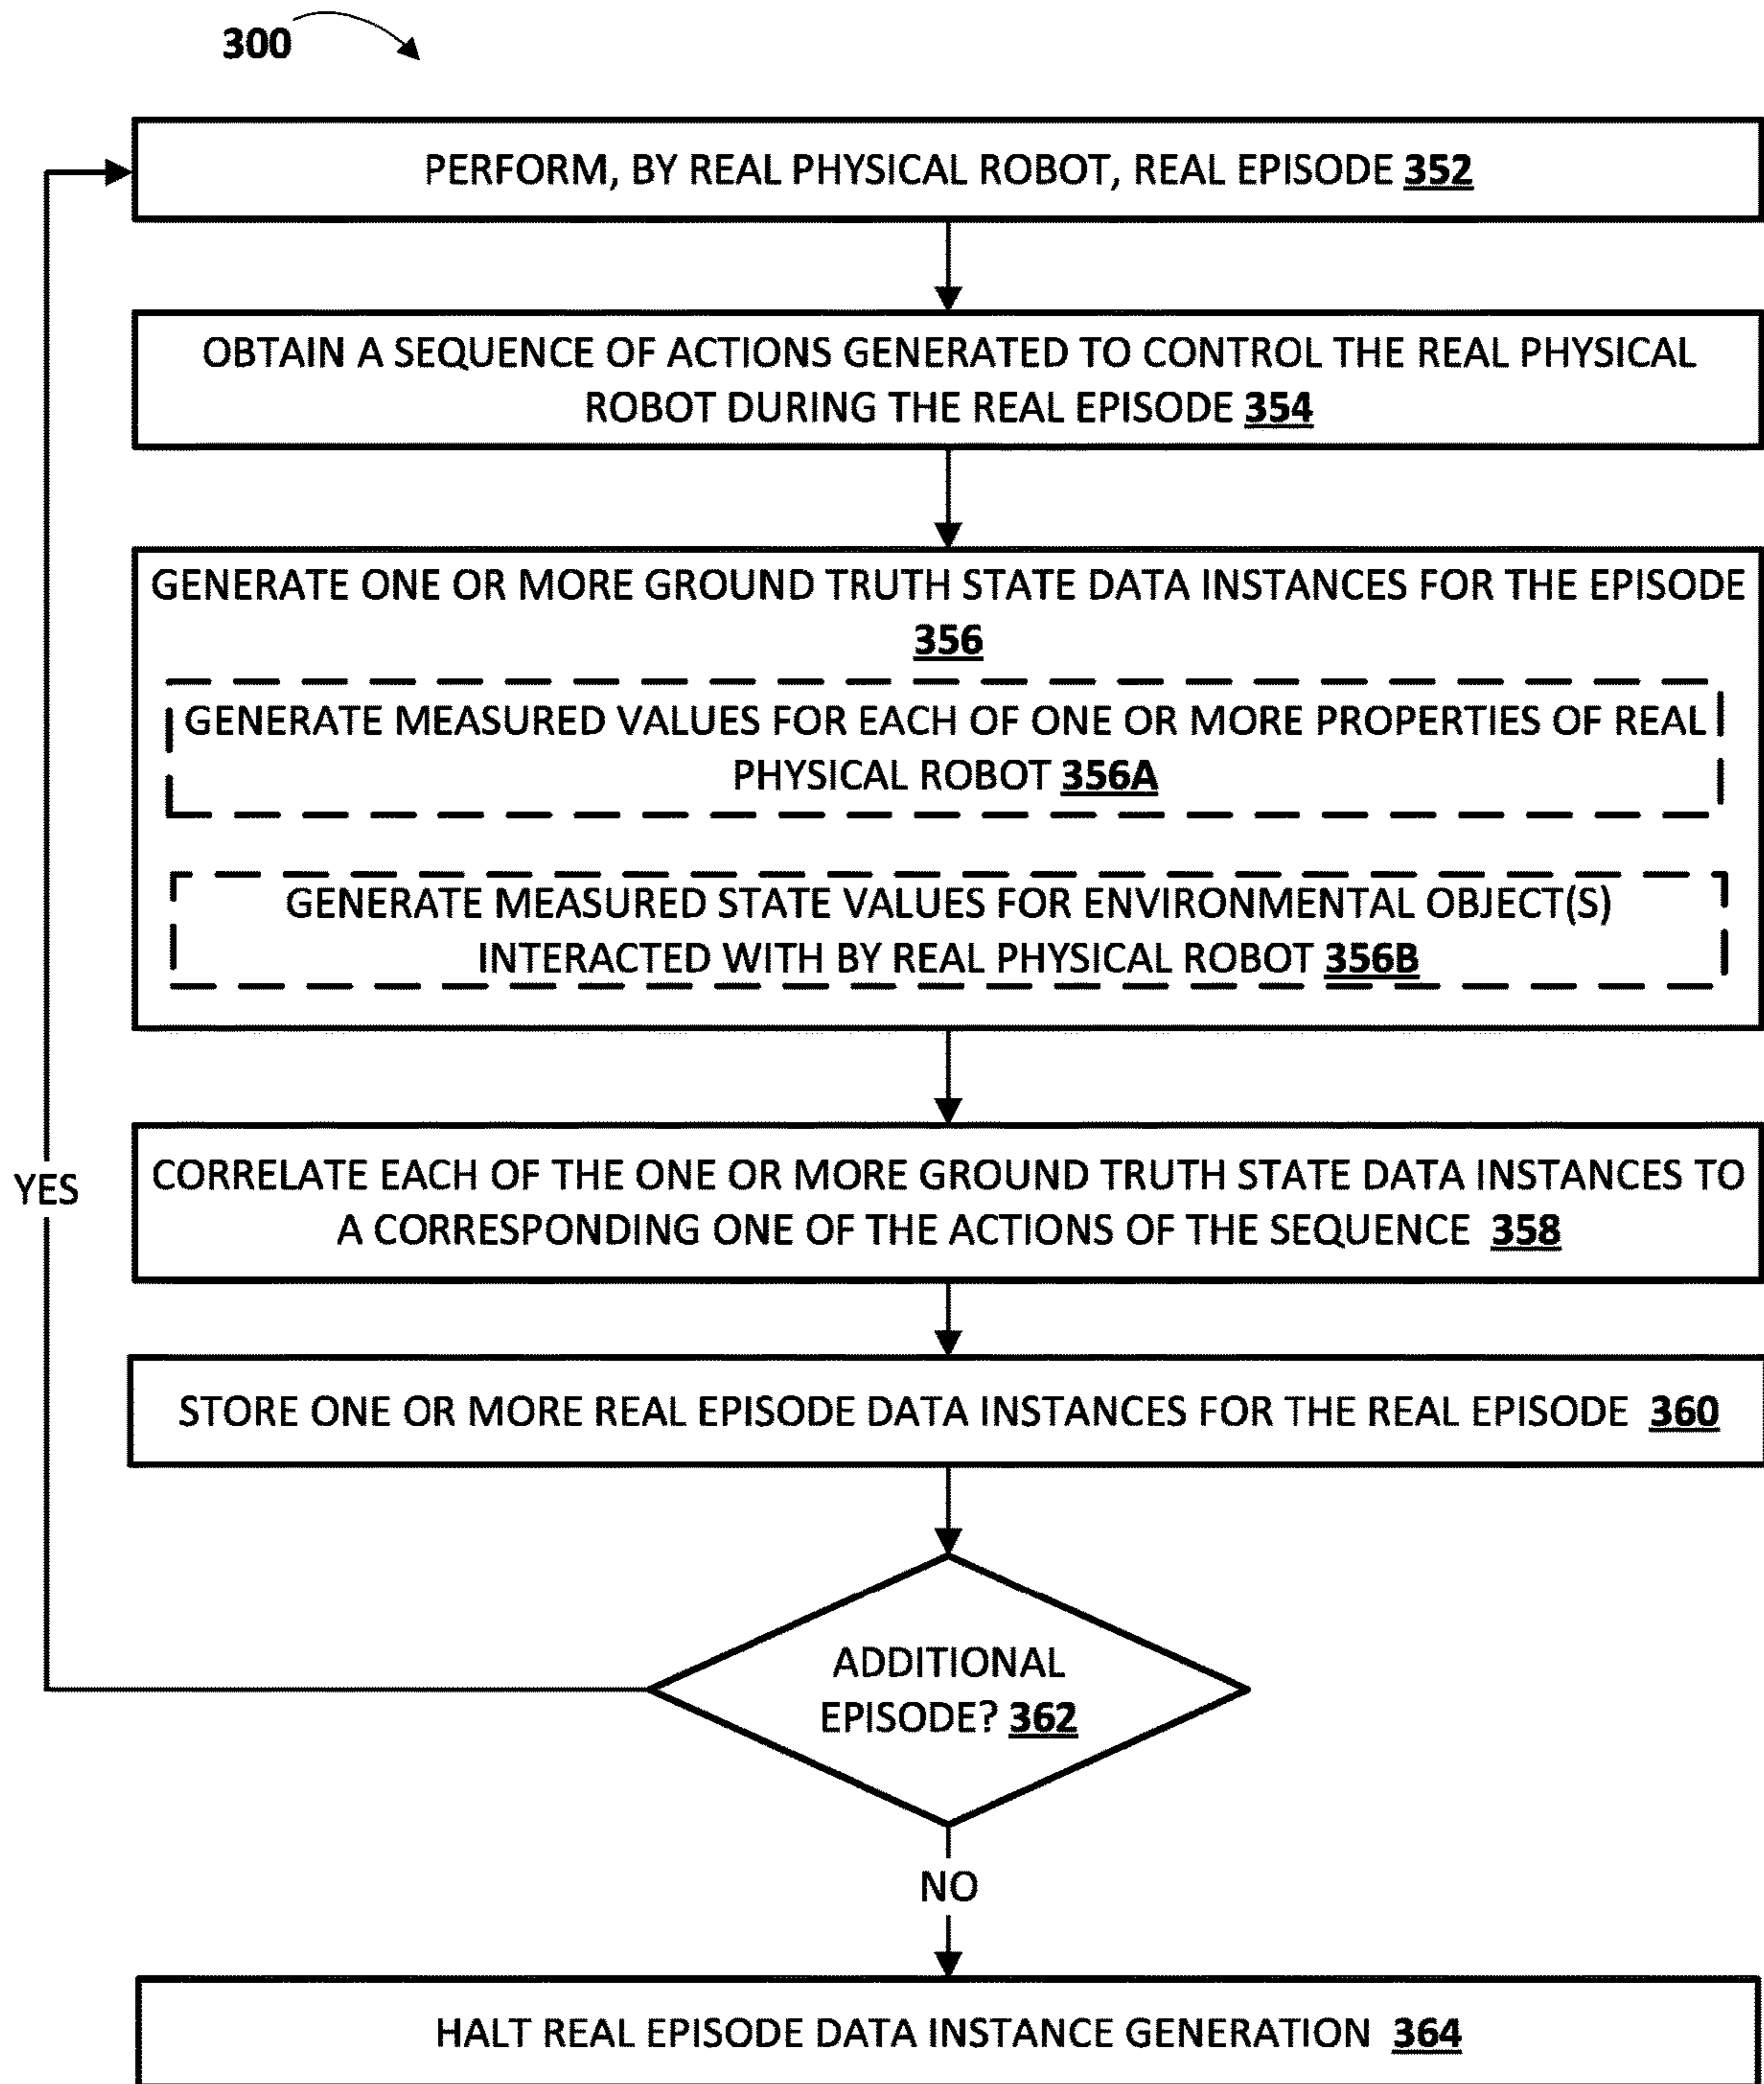 300
PERFORM, BY REAL PHYSICAL ROBOT, REAL EPISODE 352
OBTAIN A SEQUENCE OF ACTIONS GENERATED TO CONTROL THE REAL PHYSICAL
ROBOT DURING THE REAL EPISODE 354
GENERATE ONE OR MORE GROUND TRUTH STATE DATA INSTANCES FOR THE EPISODE
356
GENERATE MEASURED VALUES FOR EACH OF ONE OR MORE PROPERTIES OF REAL
PHYSICAL ROBOT 356A
GENERATE MEASURED STATE VALUES FOR ENVIRONMENTAL OBJECT(S)
INTERACTED WITH BY REAL PHYSICAL ROBOT 356B
YES
CORRELATE EACH OF THE ONE OR MORE GROUND TRUTH STATE DATA INSTANCES TO
A CORRESPONDING ONE OF THE ACTIONS OF THE SEQUENCE 358
STORE ONE OR MORE REAL EPISODE DATA INSTANCES FOR THE REAL EPISODE 360
ADDITIONAL
EPISODE? 362
NO
HALT REAL EPISODE DATA INSTANCE GENERATION 364